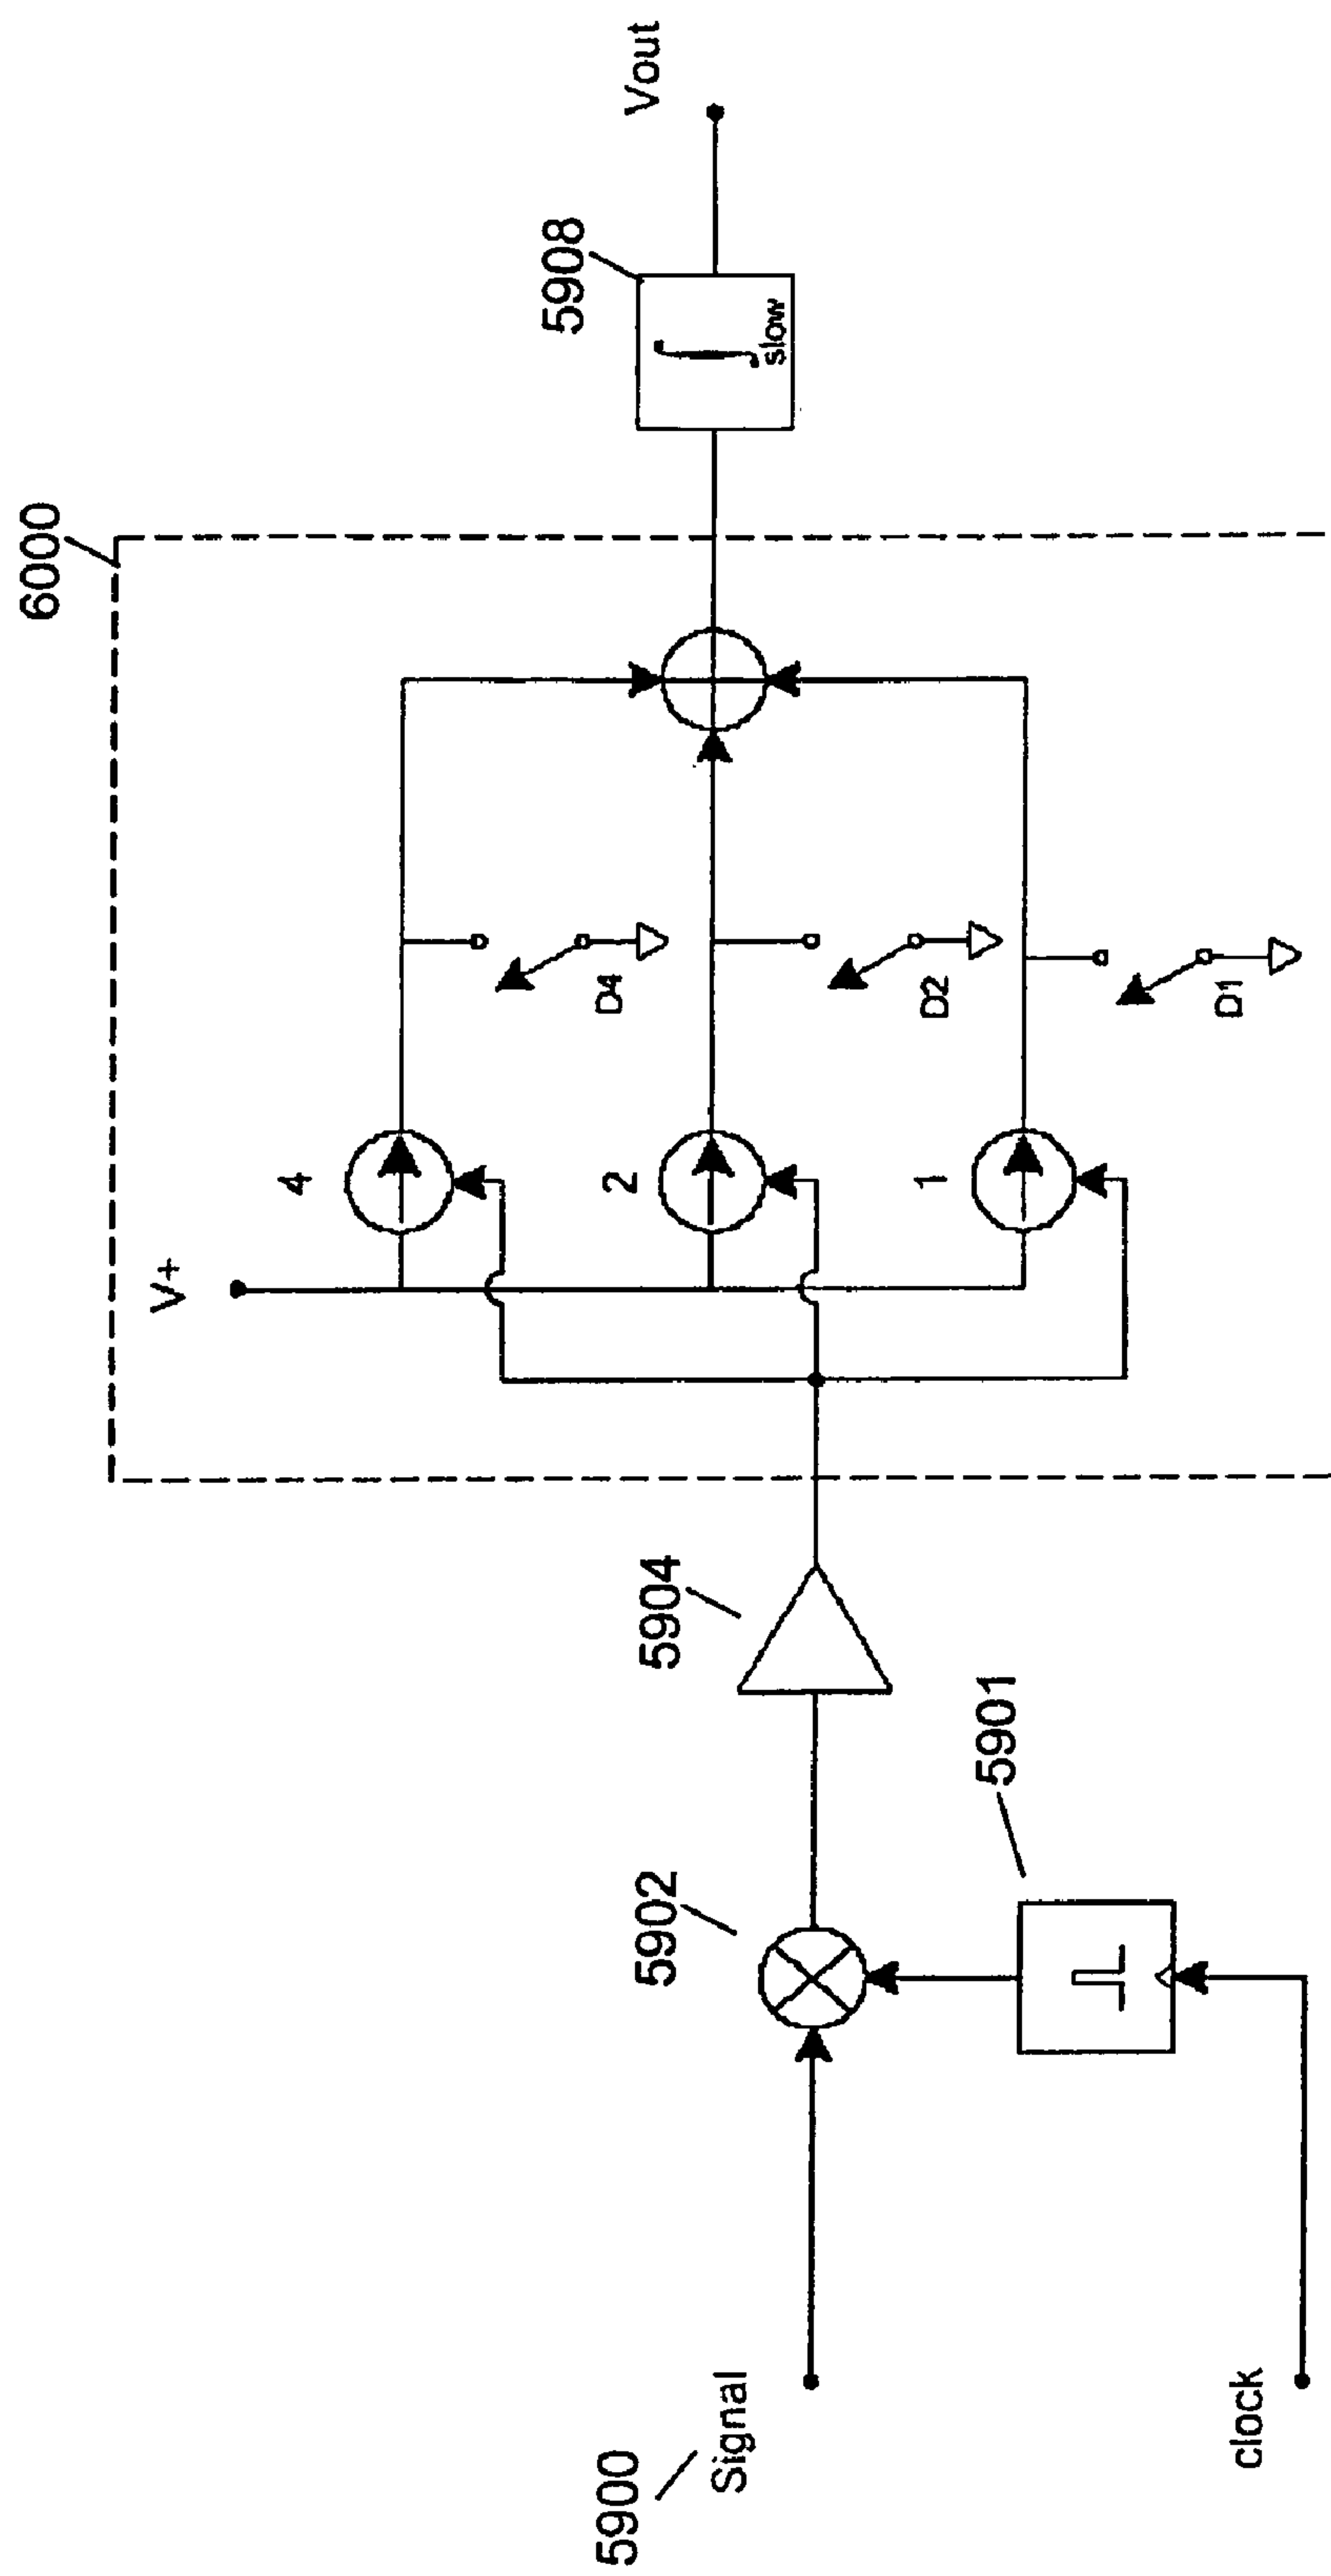 6000
V+
4
2
1
D4
D2
D1
5908
slow
Vout
5904
5902
5901
5900
Signal
clock